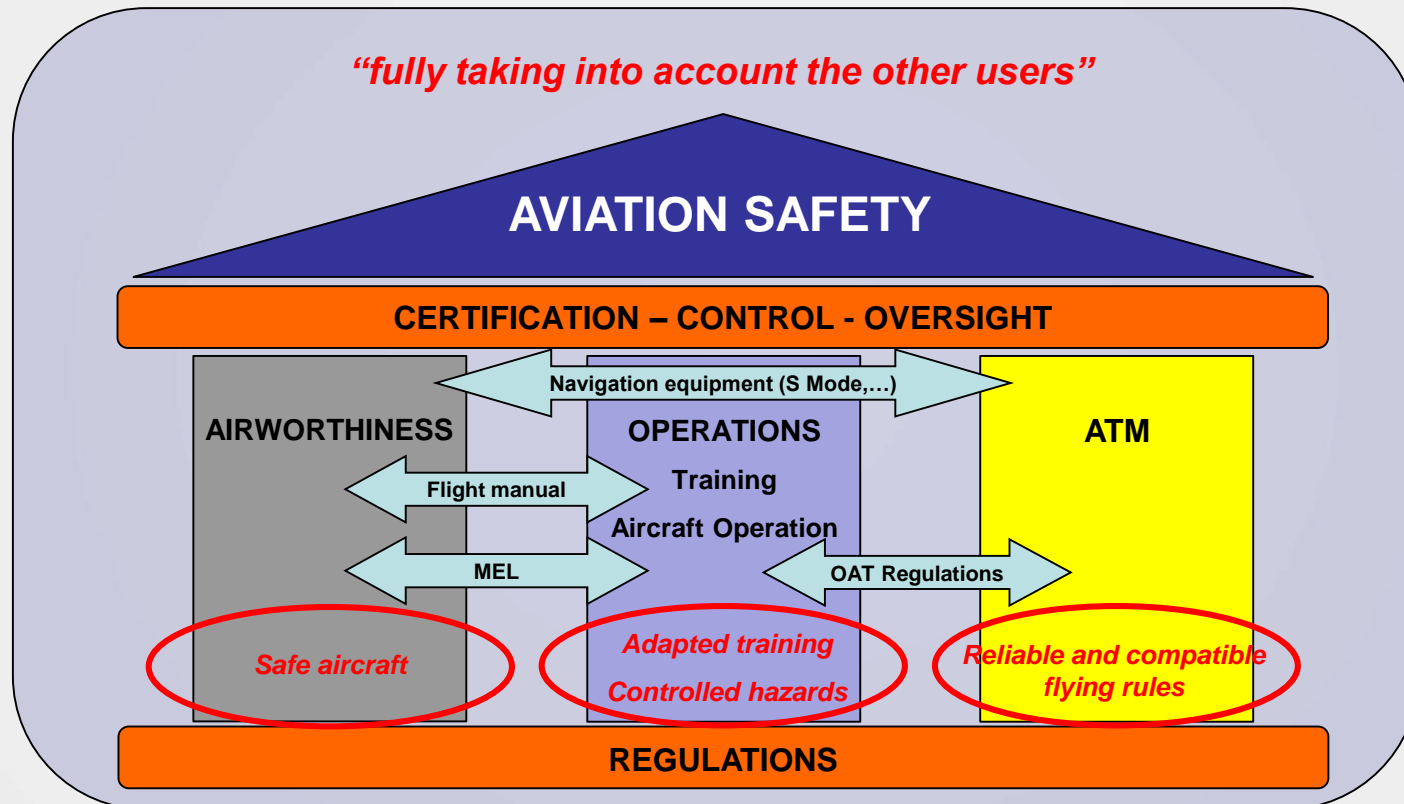 “fully taking into account the other users”
AVIATION SAFETY
CERTIFICATION – CONTROL - OVERSIGHT
Navigation equipment (S Mode,…)
AIRWORTHINESS
OPERATIONS
ATM
Training
Flight manual
Aircraft Operation
MEL
OAT Regulations
Safe aircraft
Adapted training
Controlled hazards
Reliable and compatible
flying rules
REGULATIONS